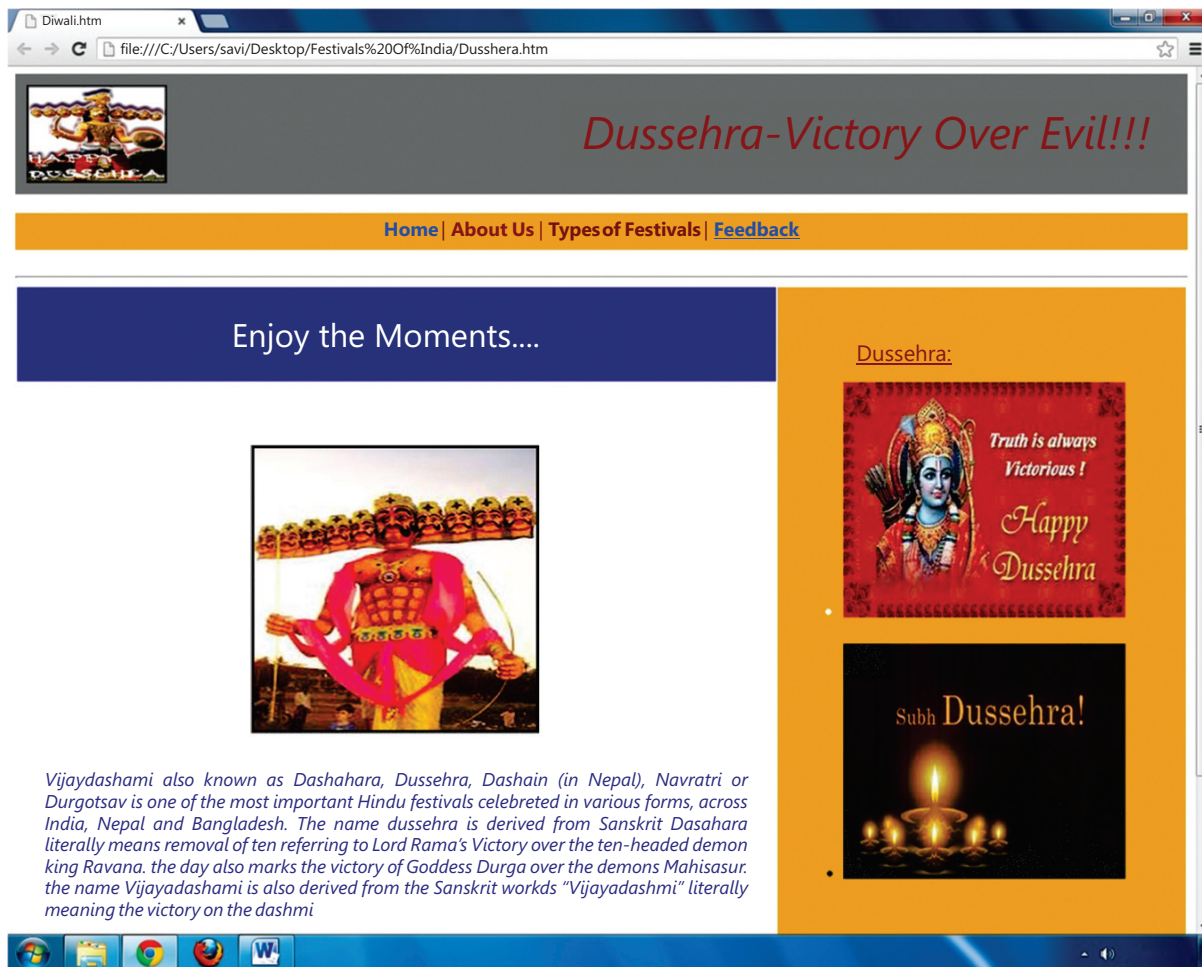 Diwali.htm
file:///C:/Users/savi/Desktop/Festivals%20Of%India/Dusshera.htm
HAPPY
DUSSEHRA
Dussehra-Victory Over Evil!!!
Home | About Us | Types of Festivals | Feedback
Enjoy the Moments....
Vijaydashami also known as Dashahara, Dussehra, Dashain (in Nepal), Navratri or
Durgotsav is one of the most important Hindu festivals celebreted in various forms, across
India, Nepal and Bangladesh. The name dussehra is derived from Sanskrit Dasahara
literally means removal of ten referring to Lord Rama's Victory over the ten-headed demon
king Ravana. the day also marks the victory of Goddess Durga over the demons Mahisasur.
the name Vijayadashami is also derived from the Sanskrit workds “Vijayadashmi” literally
meaning the victory on the dashmi
Dussehra:
Truth is always
Victorious !
Happy
Dussehra
Subh Dussehra!
W